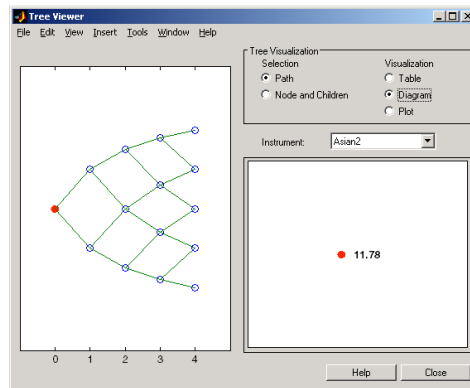 Tree Viewer
File Edit View Insert Tools Window Help
Tree Visualization
Selection Visualization
Path Table
Node and Children Diagram
Plot
Instrument: Asian2
11.78
0 1 2 3 4
Help Close